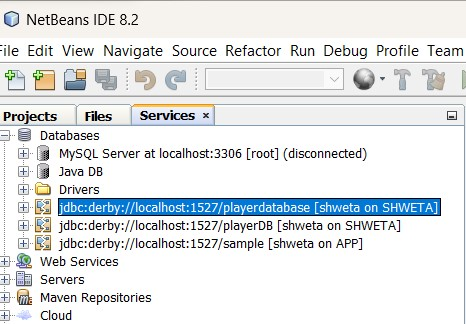 NetBeans IDE 8.2
File Edit View Navigate Source Refactor Run Debug Profile Team
Projects Files Services ×
Databases
MySQL Server at localhost:3306 [root] (disconnected)
Java DB
Drivers
jdbc:derby://localhost:1527/playerdatabase [shweta on SHWETA]
jdbc:derby://localhost:1527/playerDB [shweta on SHWETA]
jdbc:derby://localhost:1527/sample [shweta on APP]
Web Services
Servers
Maven Repositories
Cloud